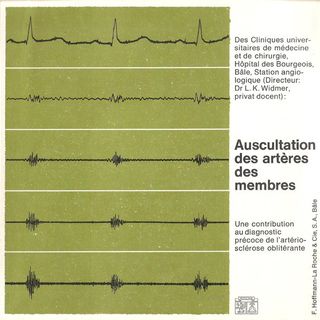 Des Cliniques univer-
sitaires de médecine
et de chirurgie,
Hôpital des Bourgeois,
Bâle, Station angio-
logique (Directeur:
Dr L. K. Widmer,
privat docent):
Auscultation
des artères
des
membres
Une contribution
au diagnostic
précoce de l'artério-
sclérose oblitérante
F. Hoffmann-La Roche & Cie, S. A., Bâle